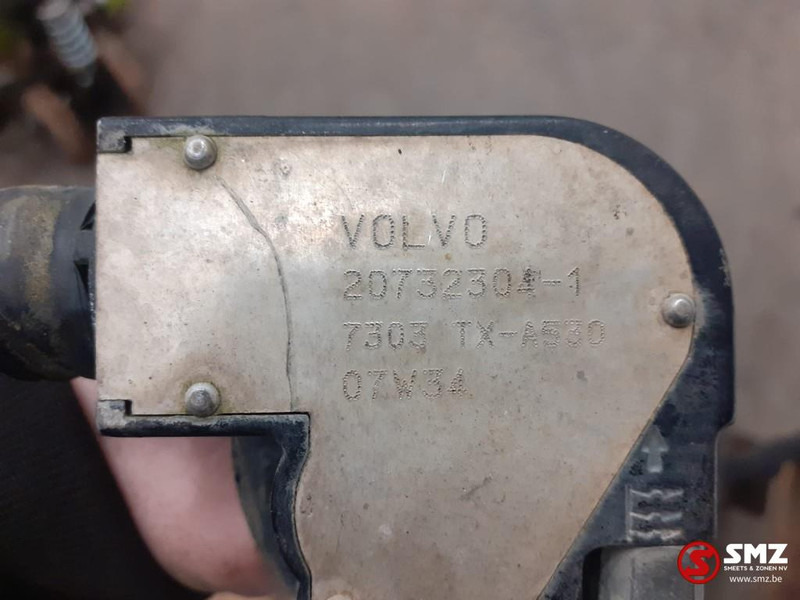 VOLVO
20732304-1
7303 TX-A530
07W34
SMZ
SMEETS & ZONEN NV
www.smz.be